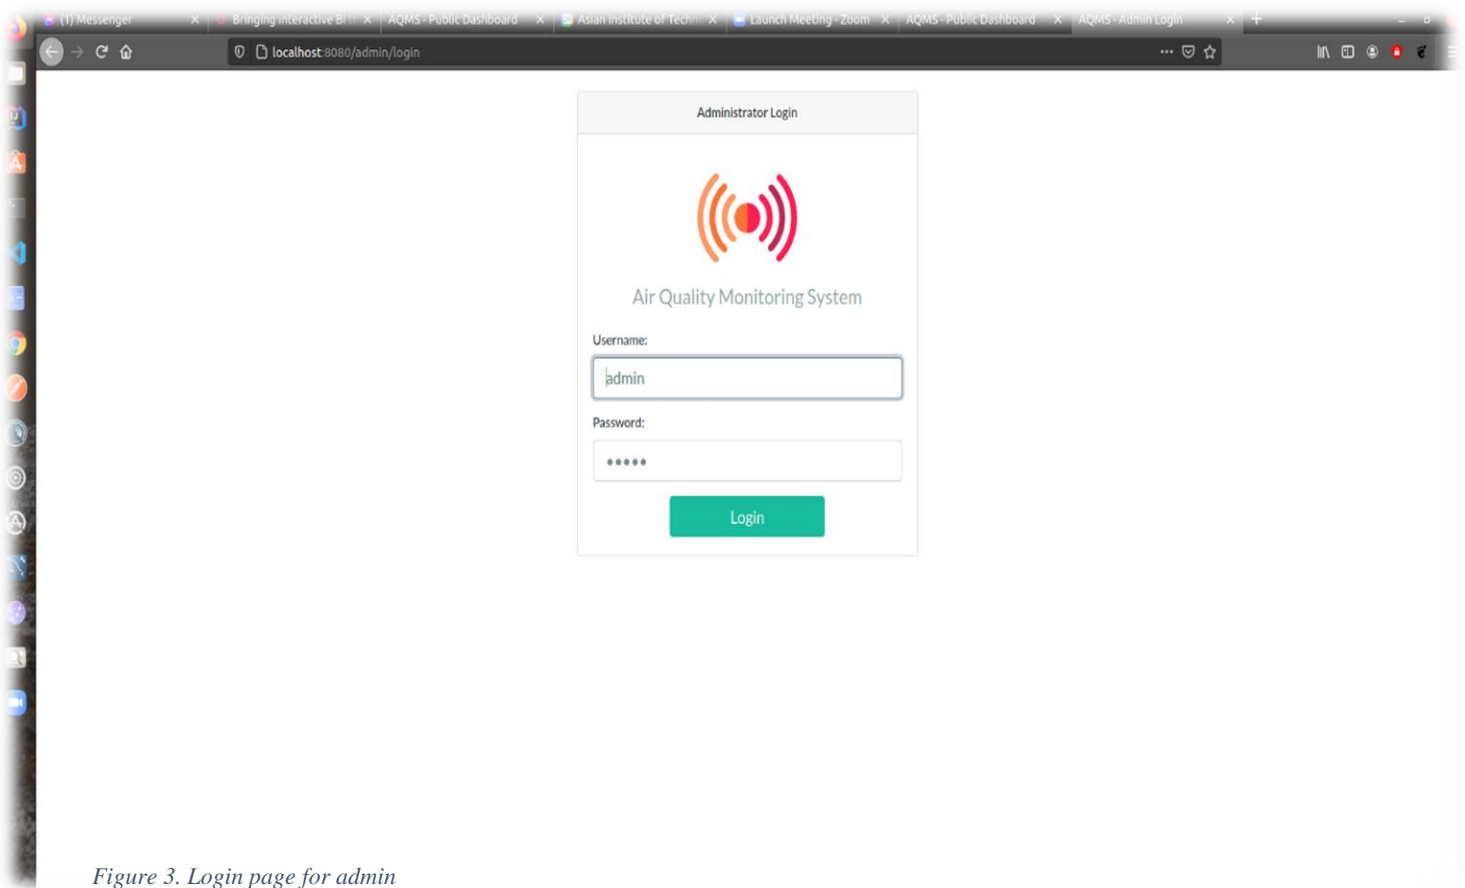 (1) Messenger
Bringing Interactive BI t
AQMS - Public Dashboard
Asian Institute of Techn
Launch Meeting - Zoom
AQMS - Public Dashboard
AQMS - Admin Login
localhost:8080/admin/login
Administrator Login
Air Quality Monitoring System
Username:
admin
Password:
Login
Figure 3. Login page for admin